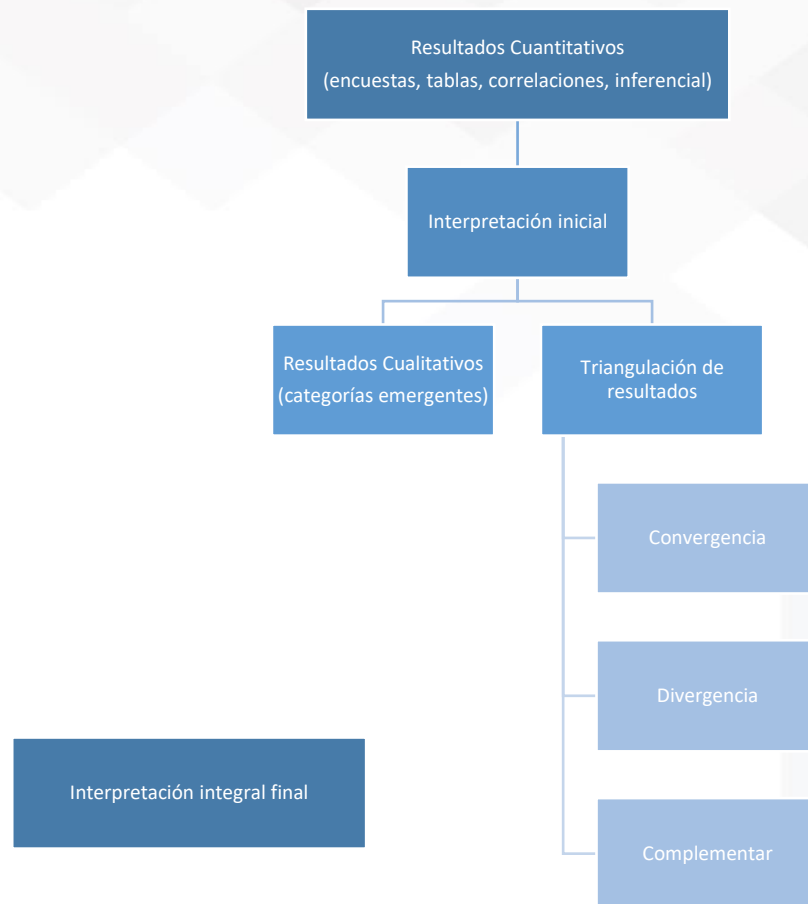 Resultados Cuantitativos
(encuestas, tablas, correlaciones, inferencial)
Interpretación inicial
Resultados Cualitativos
(categorías emergentes)
Triangulación de
resultados
Convergencia
Divergencia
Interpretación integral final
Complementar